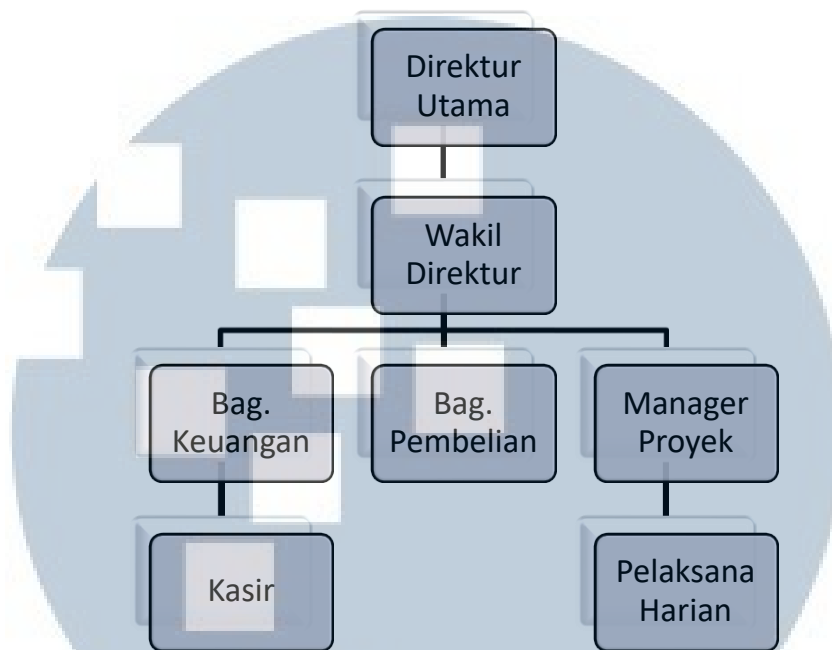 Direktur
Utama
Wakil
Direktur
Bag.
Keuangan
Bag.
Pembelian
Manager
Proyek
Kasir
Pelaksana
Harian